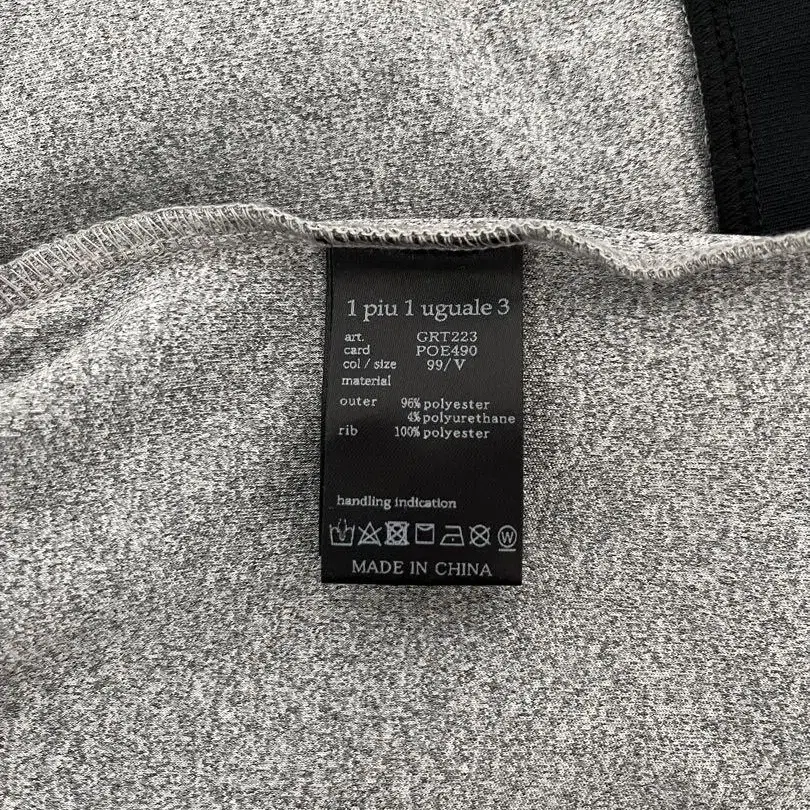 1 piu 1 uguale 3
art. GRT223
card POE490
col / size 99/V
material
outer 96% polyester
4% polyurethane
rib 100% polyester
handling indication
W
MADE IN CHINA